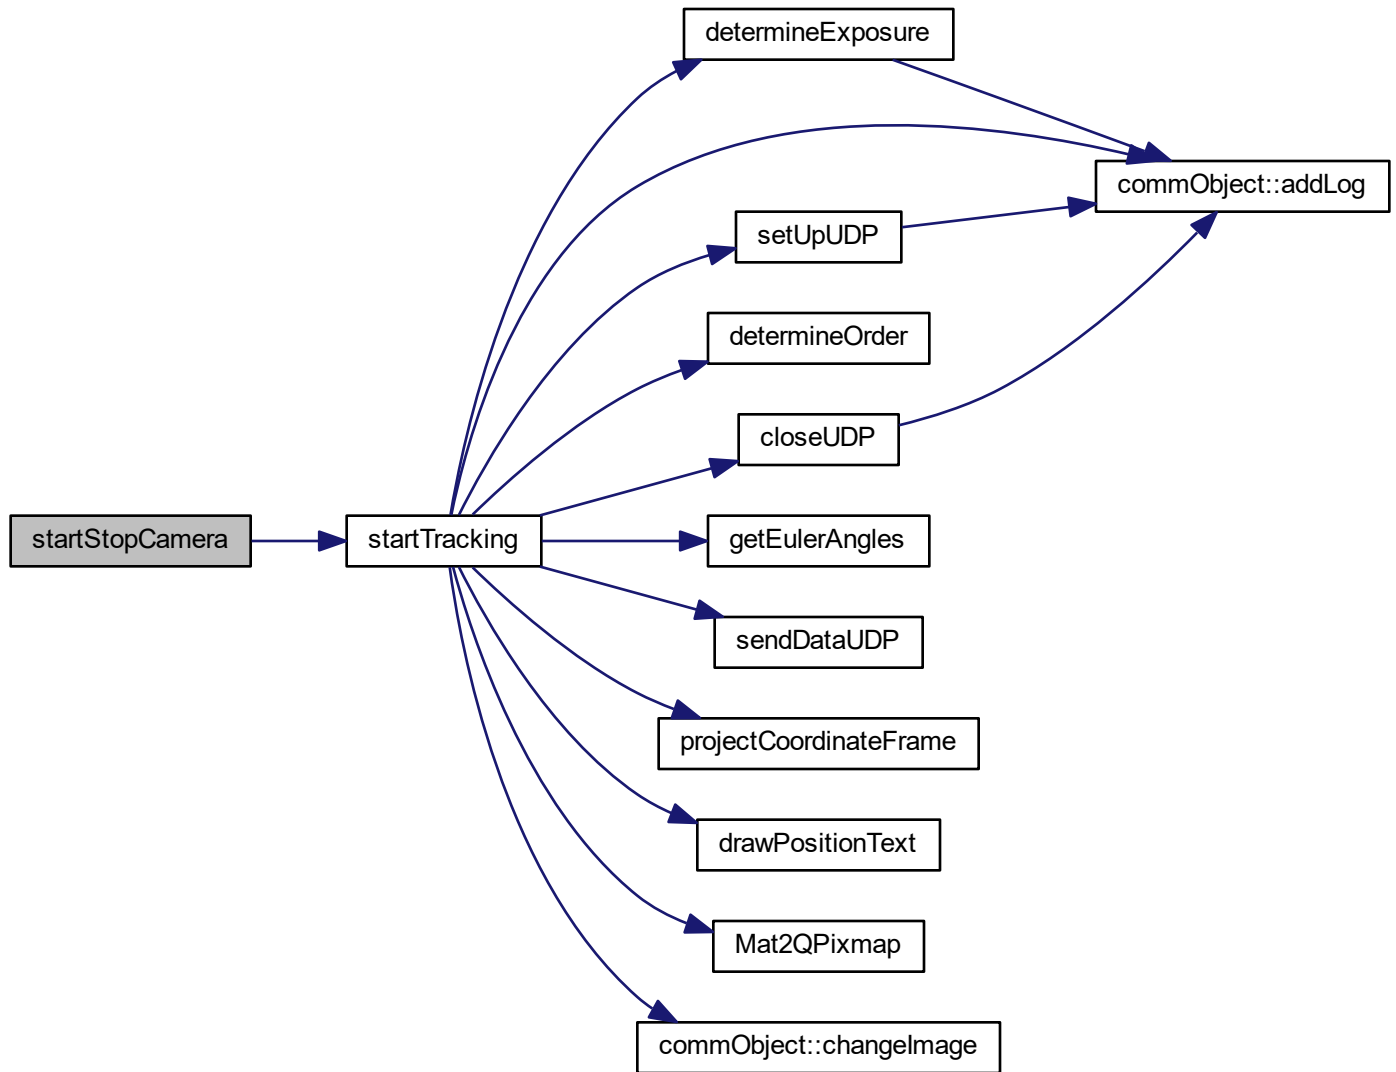 determineExposure
commObject::addLog
setUpUDP
determineOrder
closeUDP
startStopCamera
startTracking
getEulerAngles
sendDataUDP
projectCoordinateFrame
drawPositionText
Mat2QPixmap
commObject::changeImage